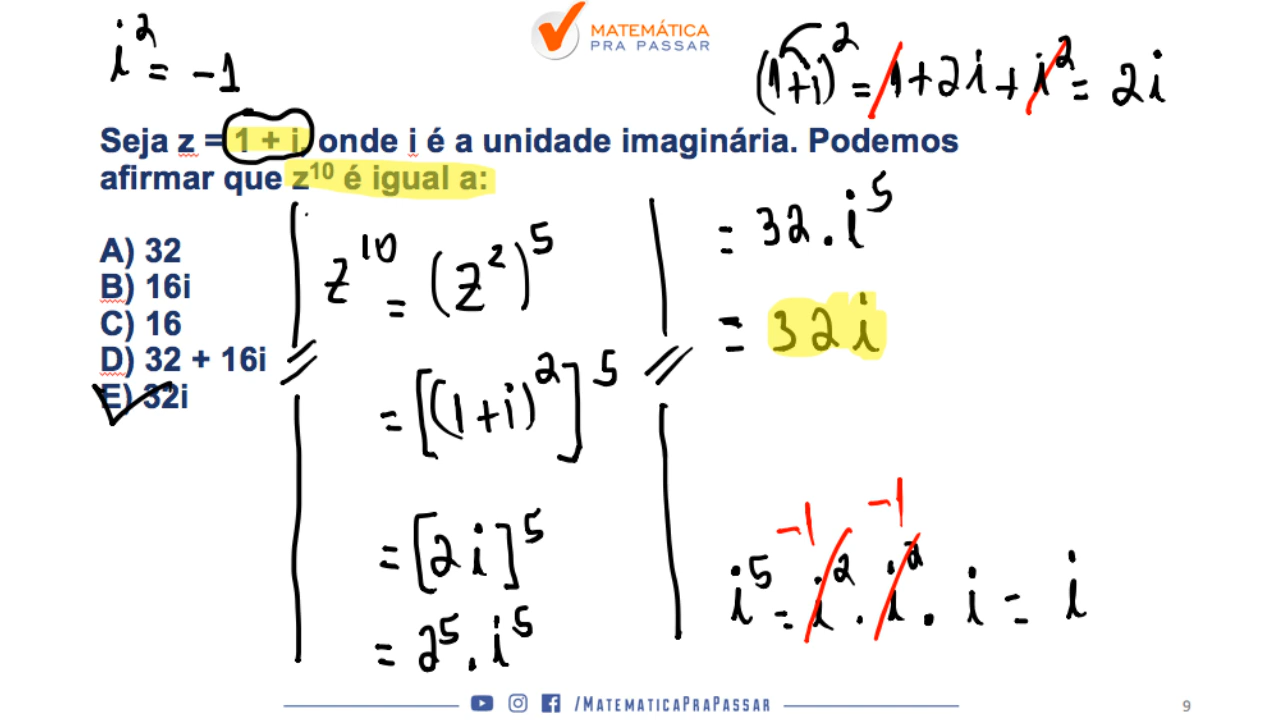 i² = -1
MATEMÁTICA
PRA PASSAR
(1+i)² = 1+2i+i² = 2i
Seja z = 1 + i, onde i é a unidade imaginária. Podemos
afirmar que z¹⁰ é igual a:
A) 32
B) 16i
C) 16
D) 32 + 16i
E) 32i
z¹⁰ = (z²)⁵
= [(1+i)²]⁵
= [2i]⁵
= 2⁵ . i⁵
= 32 . i⁵
= 32i
-1 -1
i⁵ = i² . i² . i = i
/MATEMATICAPRAPASSAR
9